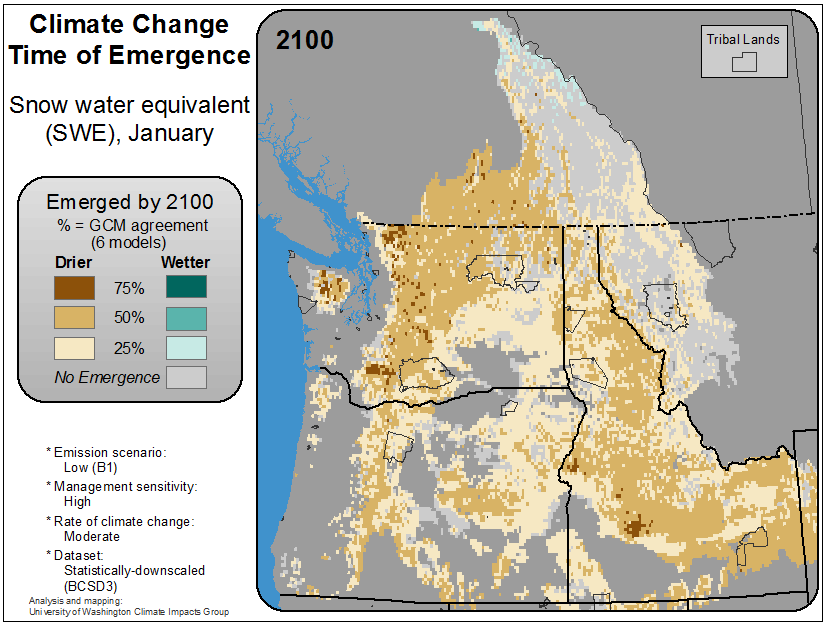 Climate Change
Time of Emergence
Snow water equivalent
(SWE), January
Emerged by 2100
% = GCM agreement
(6 models)
Drier Wetter
75%
50%
25%
No Emergence
* Emission scenario:
Low (B1)
* Management sensitivity:
High
* Rate of climate change:
Moderate
* Dataset:
Statistically-downscaled
(BCSD3)
Analysis and mapping:
University of Washington Climate Impacts Group
2100
Tribal Lands